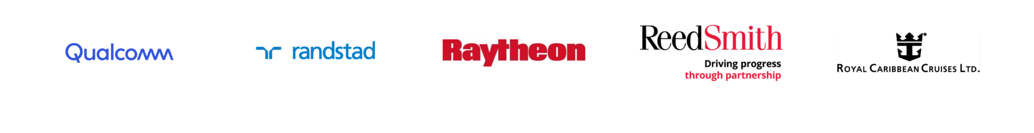 Qualcomm
randstad
Raytheon
ReedSmith
Driving progress
through partnership
ROYAL CARIBBEAN CRUISES LTD.